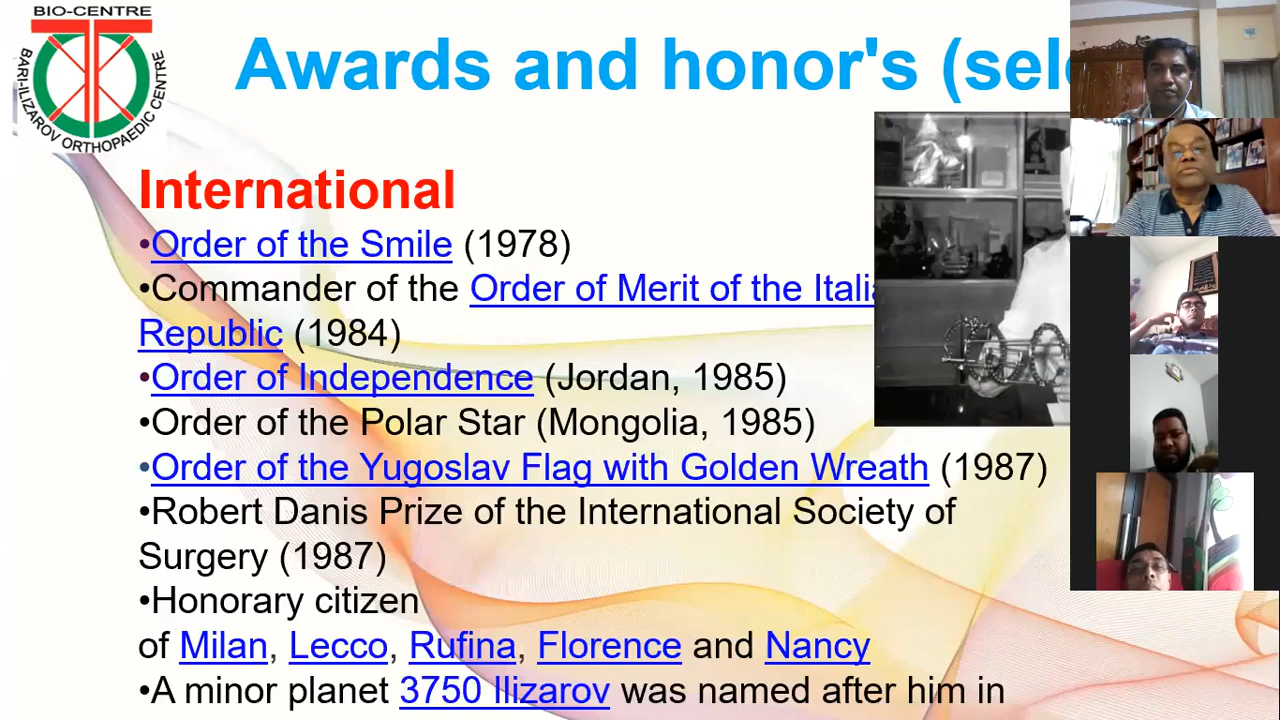 BIO-CENTRE
BARI-ILIZAROV ORTHOPAEDIC CENTRE
Awards and honor's (sel
International
•Order of the Smile (1978)
•Commander of the Order of Merit of the Itali
Republic (1984)
•Order of Independence (Jordan, 1985)
•Order of the Polar Star (Mongolia, 1985)
•Order of the Yugoslav Flag with Golden Wreath (1987)
•Robert Danis Prize of the International Society of
Surgery (1987)
•Honorary citizen
of Milan, Lecco, Rufina, Florence and Nancy
•A minor planet 3750 Ilizarov was named after him in